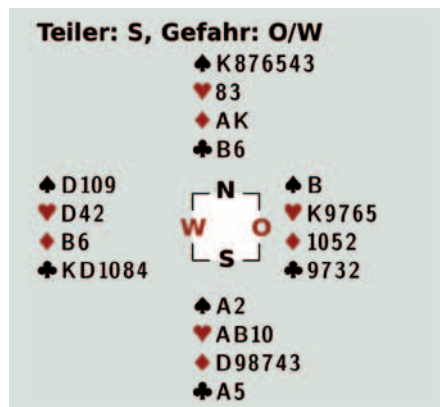 Teiler: S, Gefahr: O/W
♠K876543
♥83
♦AK
♣B6
♠D109
♥D42
♦B6
♣KD1084
N
W O
S
♠B
♥K9765
♦1052
♣9732
♠A2
♥AB10
♦D98743
♣A5